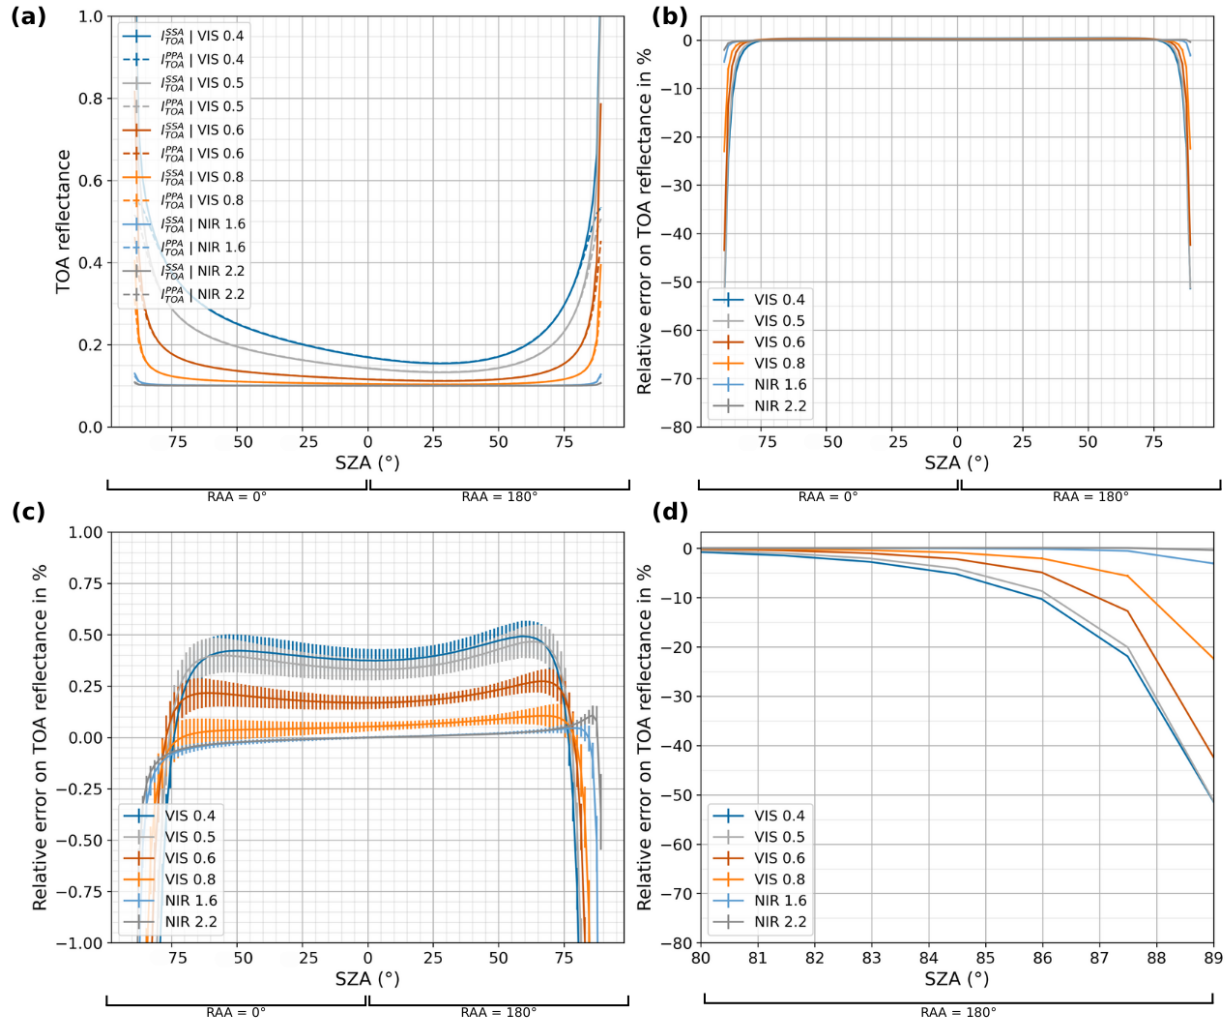 (a)
1.0
0.8
0.6
0.4
0.2
0.0
TOA reflectance
I_TOA^SSA | VIS 0.4
I_TOA^PPA | VIS 0.4
I_TOA^SSA | VIS 0.5
I_TOA^PPA | VIS 0.5
I_TOA^SSA | VIS 0.6
I_TOA^PPA | VIS 0.6
I_TOA^SSA | VIS 0.8
I_TOA^PPA | VIS 0.8
I_TOA^SSA | NIR 1.6
I_TOA^PPA | NIR 1.6
I_TOA^SSA | NIR 2.2
I_TOA^PPA | NIR 2.2
75 50 25 0 25 50 75
SZA (°)
RAA = 0° RAA = 180°
(b)
0
−10
−20
−30
−40
−50
−60
−70
−80
Relative error on TOA reflectance in %
VIS 0.4
VIS 0.5
VIS 0.6
VIS 0.8
NIR 1.6
NIR 2.2
75 50 25 0 25 50 75
SZA (°)
RAA = 0° RAA = 180°
(c)
1.00
0.75
0.50
0.25
0.00
−0.25
−0.50
−0.75
−1.00
Relative error on TOA reflectance in %
VIS 0.4
VIS 0.5
VIS 0.6
VIS 0.8
NIR 1.6
NIR 2.2
75 50 25 0 25 50 75
SZA (°)
RAA = 0° RAA = 180°
(d)
0
−10
−20
−30
−40
−50
−60
−70
−80
Relative error on TOA reflectance in %
VIS 0.4
VIS 0.5
VIS 0.6
VIS 0.8
NIR 1.6
NIR 2.2
80 81 82 83 84 85 86 87 88 89
SZA (°)
RAA = 180°